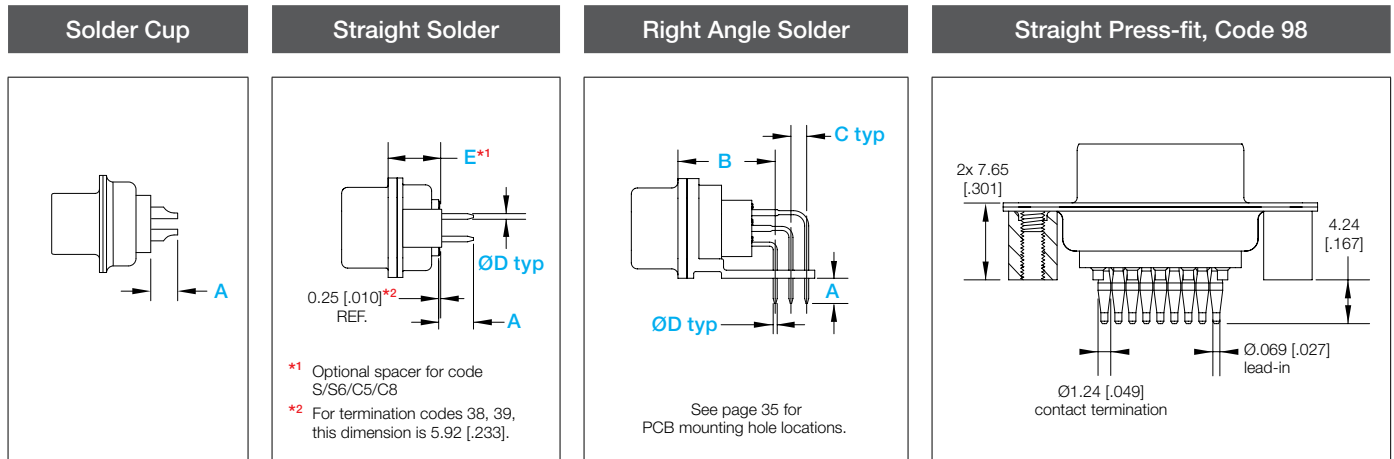 Solder Cup
Straight Solder
Right Angle Solder
Straight Press-fit, Code 98
A
E*1
ØD typ
0.25 [.010]*2
REF.
A
*1 Optional spacer for code
S/S6/C5/C8
*2 For termination codes 38, 39,
this dimension is 5.92 [.233].
C typ
B
A
ØD typ
See page 35 for
PCB mounting hole locations.
2x 7.65
[.301]
4.24
[.167]
Ø.069 [.027]
lead-in
Ø1.24 [.049]
contact termination